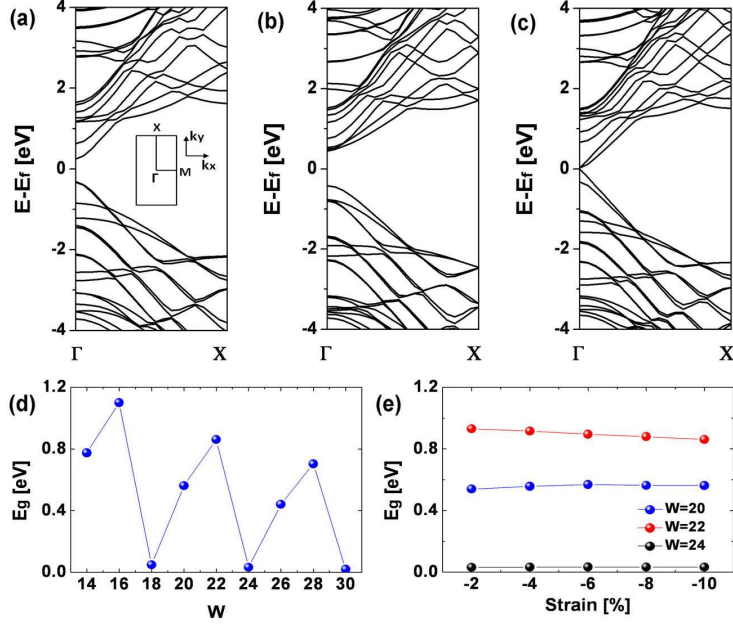 (a) (b) (c)
4 4 4
2 2 2
0 0 0
-2 -2 -2
-4 -4 -4
E-Ef [eV] E-Ef [eV] E-Ef [eV]
X
ky
Γ M kx
Γ X Γ X Γ X
(d) (e)
1.2 1.2
0.8 0.8
0.4 0.4
0.0 0.0
Eg [eV] Eg [eV]
W=20
W=22
W=24
14 16 18 20 22 24 26 28 30 -2 -4 -6 -8 -10
W Strain [%]